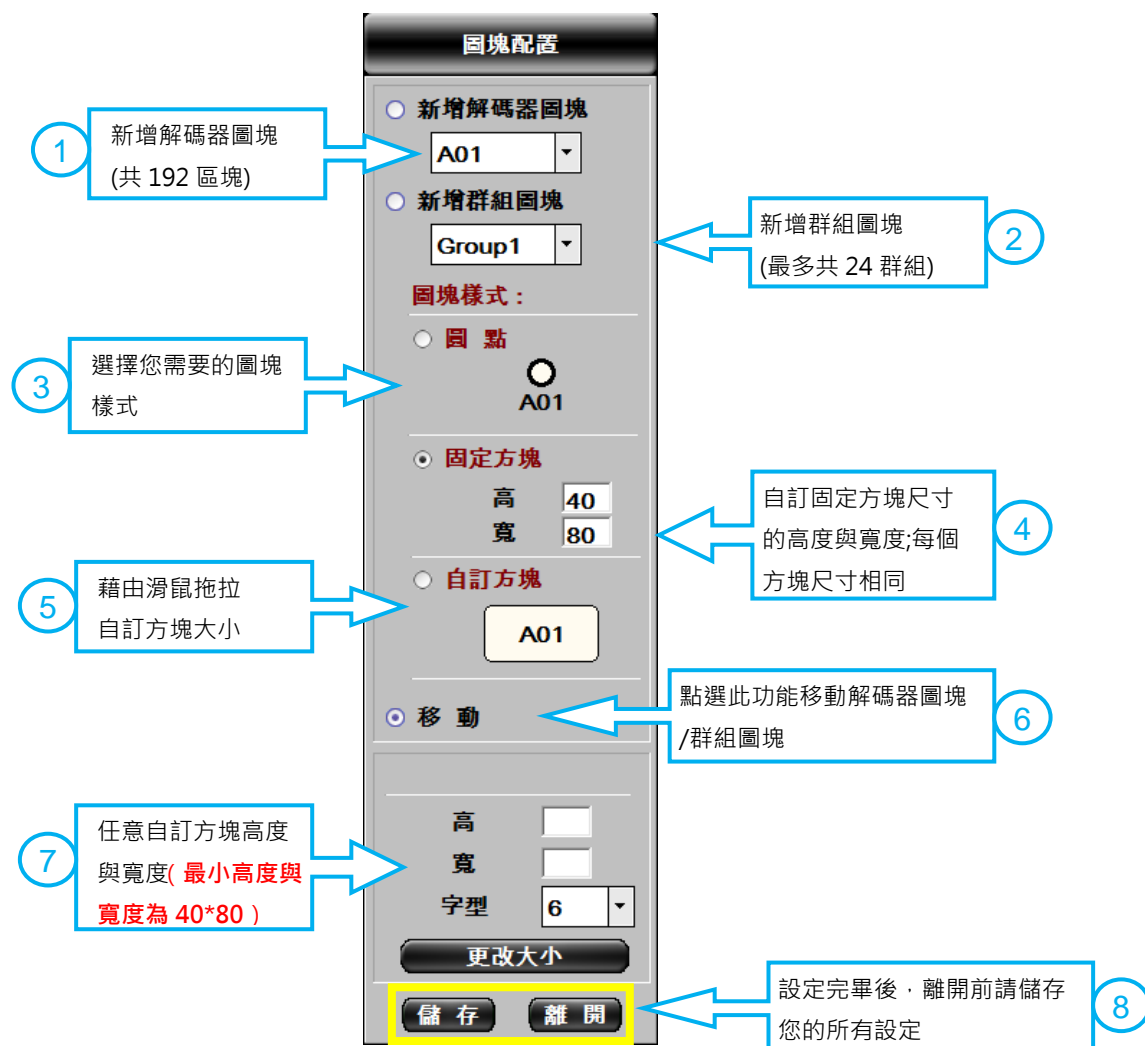 圖塊配置
新增解碼器圖塊
A01
1
新增解碼器圖塊
(共 192 區塊)
新增群組圖塊
Group1
新增群組圖塊
(最多共 24 群組)
2
圖塊樣式：
圓 點
A01
3
選擇您需要的圖塊
樣式
固定方塊
高 40
寬 80
自訂固定方塊尺寸
的高度與寬度;每個
方塊尺寸相同
4
自訂方塊
A01
5
藉由滑鼠拖拉
自訂方塊大小
移 動
點選此功能移動解碼器圖塊
/群組圖塊
6
高
寬
字型 6
更改大小
7
任意自訂方塊高度
與寬度( 最小高度與
寬度為 40*80 )
儲 存 離 開
設定完畢後，離開前請儲存
您的所有設定
8